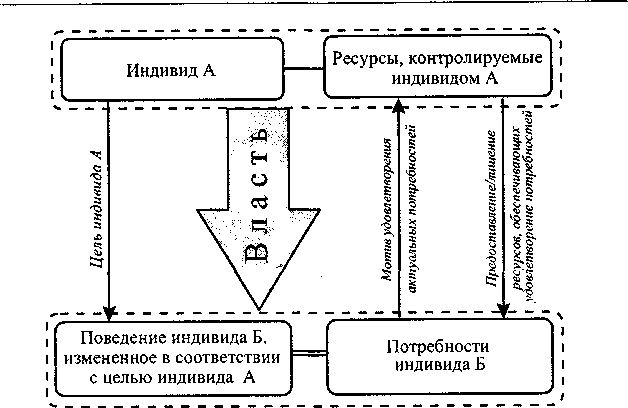 Индивид А
Ресурсы, контролируемые
индивидом А
Цель индивида А
Власть
Мотив удовлетворения
актуальных потребностей
Предоставление/лишение
ресурсов, обеспечивающих
удовлетворение потребностей
Поведение индивида Б,
измененное в соответствии
с целью индивида А
Потребности
индивида Б